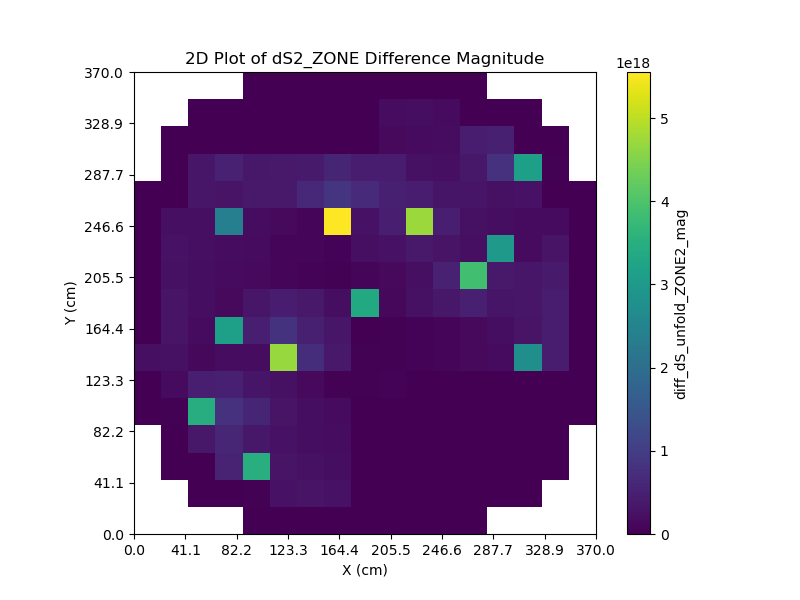 2D Plot of dS2_ZONE Difference Magnitude
1e18
370.0
328.9
287.7
246.6
205.5
164.4
123.3
82.2
41.1
0.0
Y (cm)
0.0 41.1 82.2 123.3 164.4 205.5 246.6 287.7 328.9 370.0
X (cm)
5
4
3
2
1
0
diff_dS_unfold_ZONE2_mag